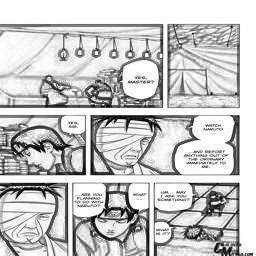 YES,
MASTER?
YES,
SIR.
WATCH
NARUTO
...
...AND REPORT
ANYTHING OUT
OF THE
ORDINARY
IMMEDIATELY TO
ME.
...ARE YOU
PLANNING
TO DO WITH
NARUTO?
WHAT
...
UM... MAY
I ASK YOU
SOMETHING?
WHAT
IS IT?